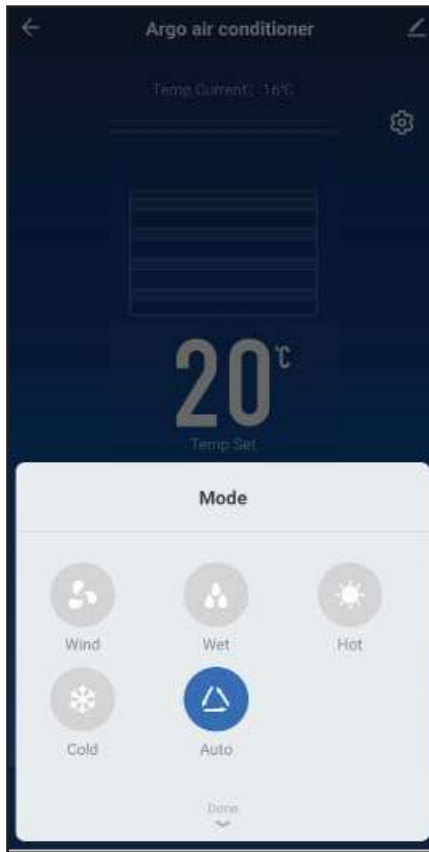 Argo air conditioner
Temp Current: 16℃
20℃
Temp Set
Mode
Wind Wet Hot
Cold Auto
Done